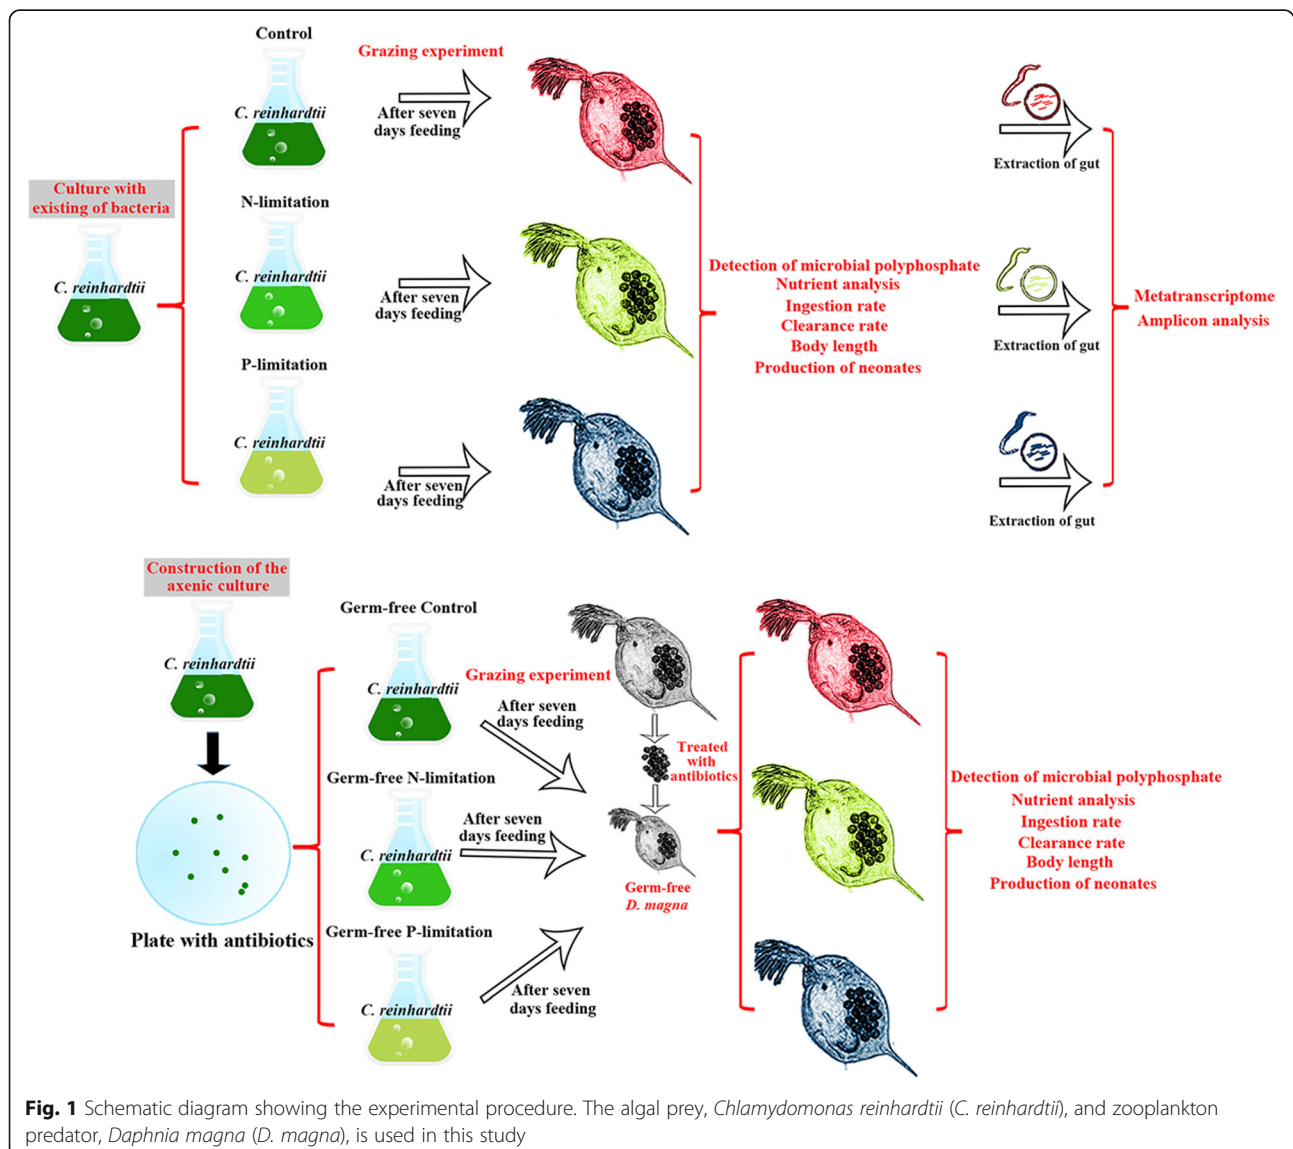 Control
Grazing experiment
C. reinhardtii
After seven
days feeding
Extraction of gut
Culture with
existing of bacteria
C. reinhardtii
N-limitation
C. reinhardtii
After seven
days feeding
Detection of microbial polyphosphate
Nutrient analysis
Ingestion rate
Clearance rate
Body length
Production of neonates
Extraction of gut
Metatranscriptome
Amplicon analysis
P-limitation
C. reinhardtii
After seven
days feeding
Extraction of gut
Construction of the
axenic culture
C. reinhardtii
Plate with antibiotics
Germ-free Control
C. reinhardtii
Grazing experiment
After seven
days feeding
Treated
with
antibiotics
Germ-free N-limitation
C. reinhardtii
After seven
days feeding
Germ-free
D. magna
Germ-free P-limitation
C. reinhardtii
After seven
days feeding
Detection of microbial polyphosphate
Nutrient analysis
Ingestion rate
Clearance rate
Body length
Production of neonates
Fig. 1 Schematic diagram showing the experimental procedure. The algal prey, Chlamydomonas reinhardtii (C. reinhardtii), and zooplankton
predator, Daphnia magna (D. magna), is used in this study